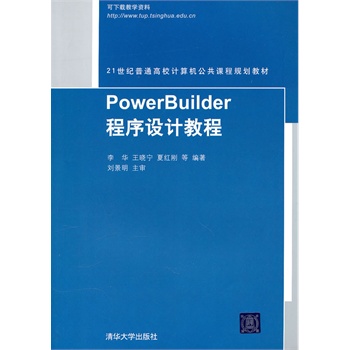 可下载教学资料
http://www.tup.tsinghua.edu.cn
21世纪普通高校计算机公共课程规划教材
PowerBuilder
程序设计教程
李 华 王晓宁 夏红刚 等 编著
刘景明 主审
清华大学出版社